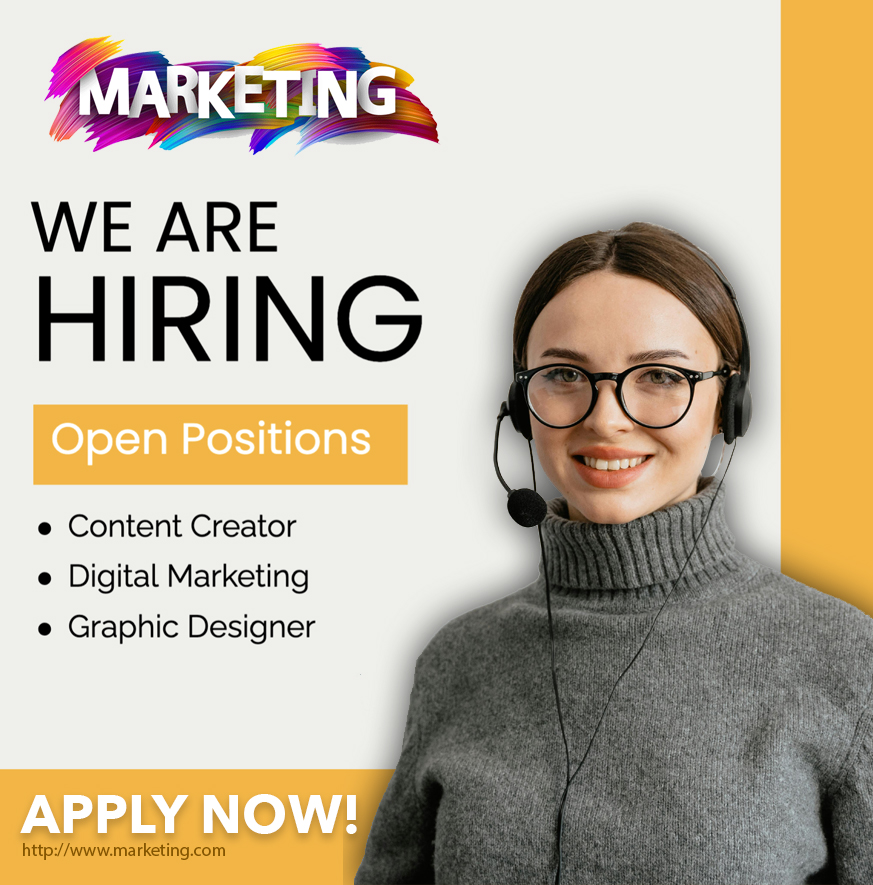 MARKETING
WE ARE
HIRING
Open Positions
• Content Creator
• Digital Marketing
• Graphic Designer
APPLY NOW!
http://www.marketing.com